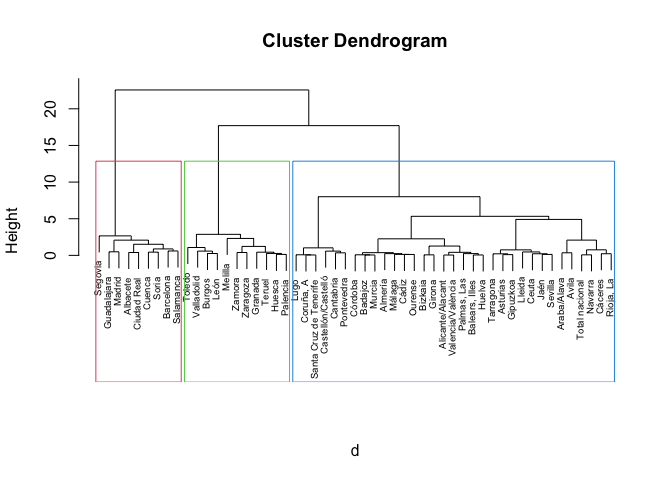 Cluster Dendrogram
Height
20
15
10
5
0
Segovia
Guadalajara
Madrid
Albacete
Ciudad Real
Cuenca
Soria
Barcelona
Salamanca
Toledo
Valladolid
Burgos
León
Melilla
Zamora
Zaragoza
Granada
Teruel
Huesca
Palencia
Lugo
Coruña, A
Santa Cruz de Tenerife
Castellón/Castelló
Cantabria
Pontevedra
Córdoba
Badajoz
Murcia
Almería
Málaga
Cádiz
Ourense
Bizkaia
Girona
Alicante/Alacant
Valencia/València
Palmas, Las
Balears, Illes
Huelva
Tarragona
Asturias
Gipuzkoa
Lleida
Ceuta
Jaén
Sevilla
Araba/Álava
Ávila
Total nacional
Navarra
Cáceres
Rioja, La
d